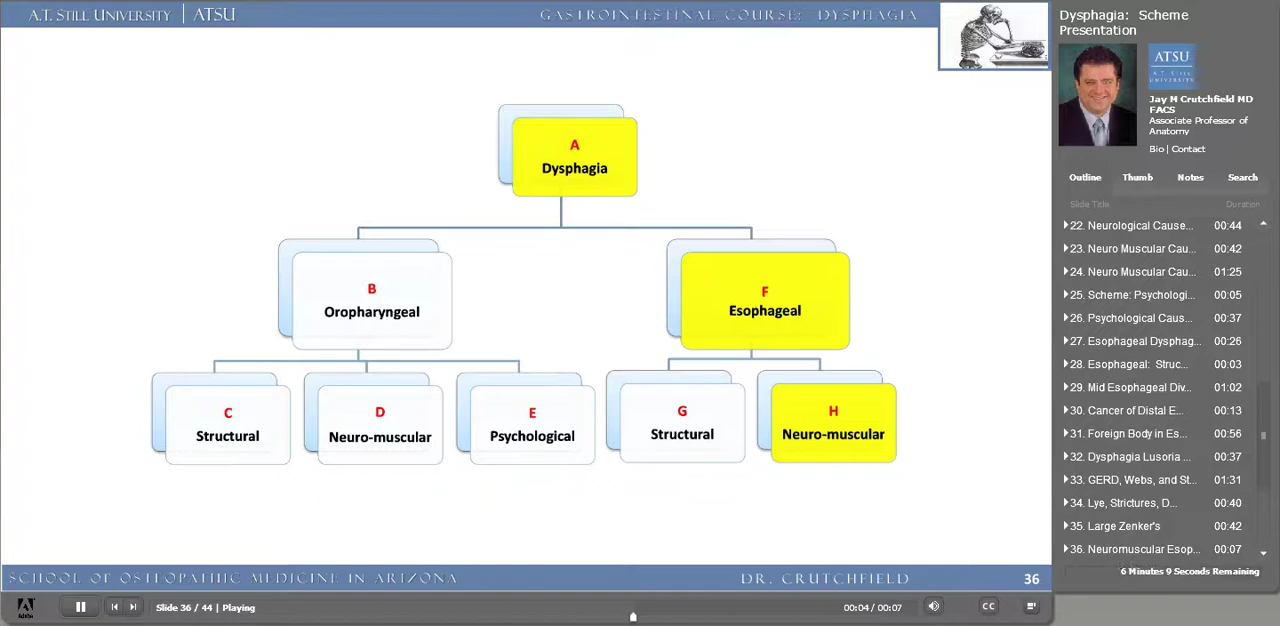 A.T. STILL UNIVERSITY | ATSU
GASTROINTESTINAL COURSE: DYSPHAGIA
A
Dysphagia
B
Oropharyngeal
F
Esophageal
C
Structural
D
Neuro-muscular
E
Psychological
G
Structural
H
Neuro-muscular
SCHOOL OF OSTEOPATHIC MEDICINE IN ARIZONA
DR. CRUTCHFIELD
36
Adobe
Slide 36 / 44 | Playing
00:04 / 00:07
CC
Dysphagia: Scheme
Presentation
ATSU
A.T. STILL
UNIVERSITY
Jay M Crutchfield MD
FACS
Associate Professor of
Anatomy
Bio | Contact
Outline Thumb Notes Search
Slide Title Duration
22. Neurological Cause... 00:44
23. Neuro Muscular Cau... 00:42
24. Neuro Muscular Cau... 01:25
25. Scheme: Psychologi... 00:05
26. Psychological Caus... 00:37
27. Esophageal Dysphag... 00:26
28. Esophageal: Struc... 00:03
29. Mid Esophageal Div... 01:02
30. Cancer of Distal E... 00:13
31. Foreign Body in Es... 00:56
32. Dysphagia Lusoria ... 00:37
33. GERD, Webs, and St... 01:31
34. Lye, Strictures, D... 00:40
35. Large Zenker's 00:42
36. Neuromuscular Esop... 00:07
6 Minutes 9 Seconds Remaining